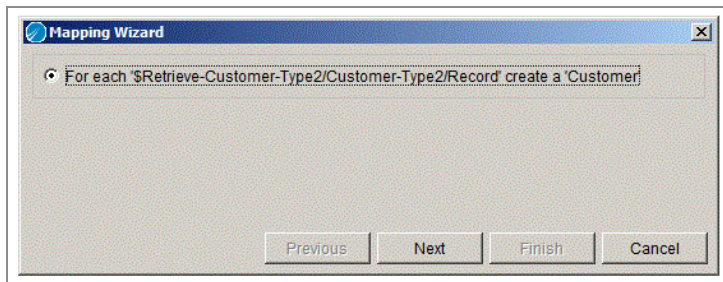 Mapping Wizard
For each '$Retrieve-Customer-Type2/Customer-Type2/Record' create a 'Customer'
Previous Next Finish Cancel